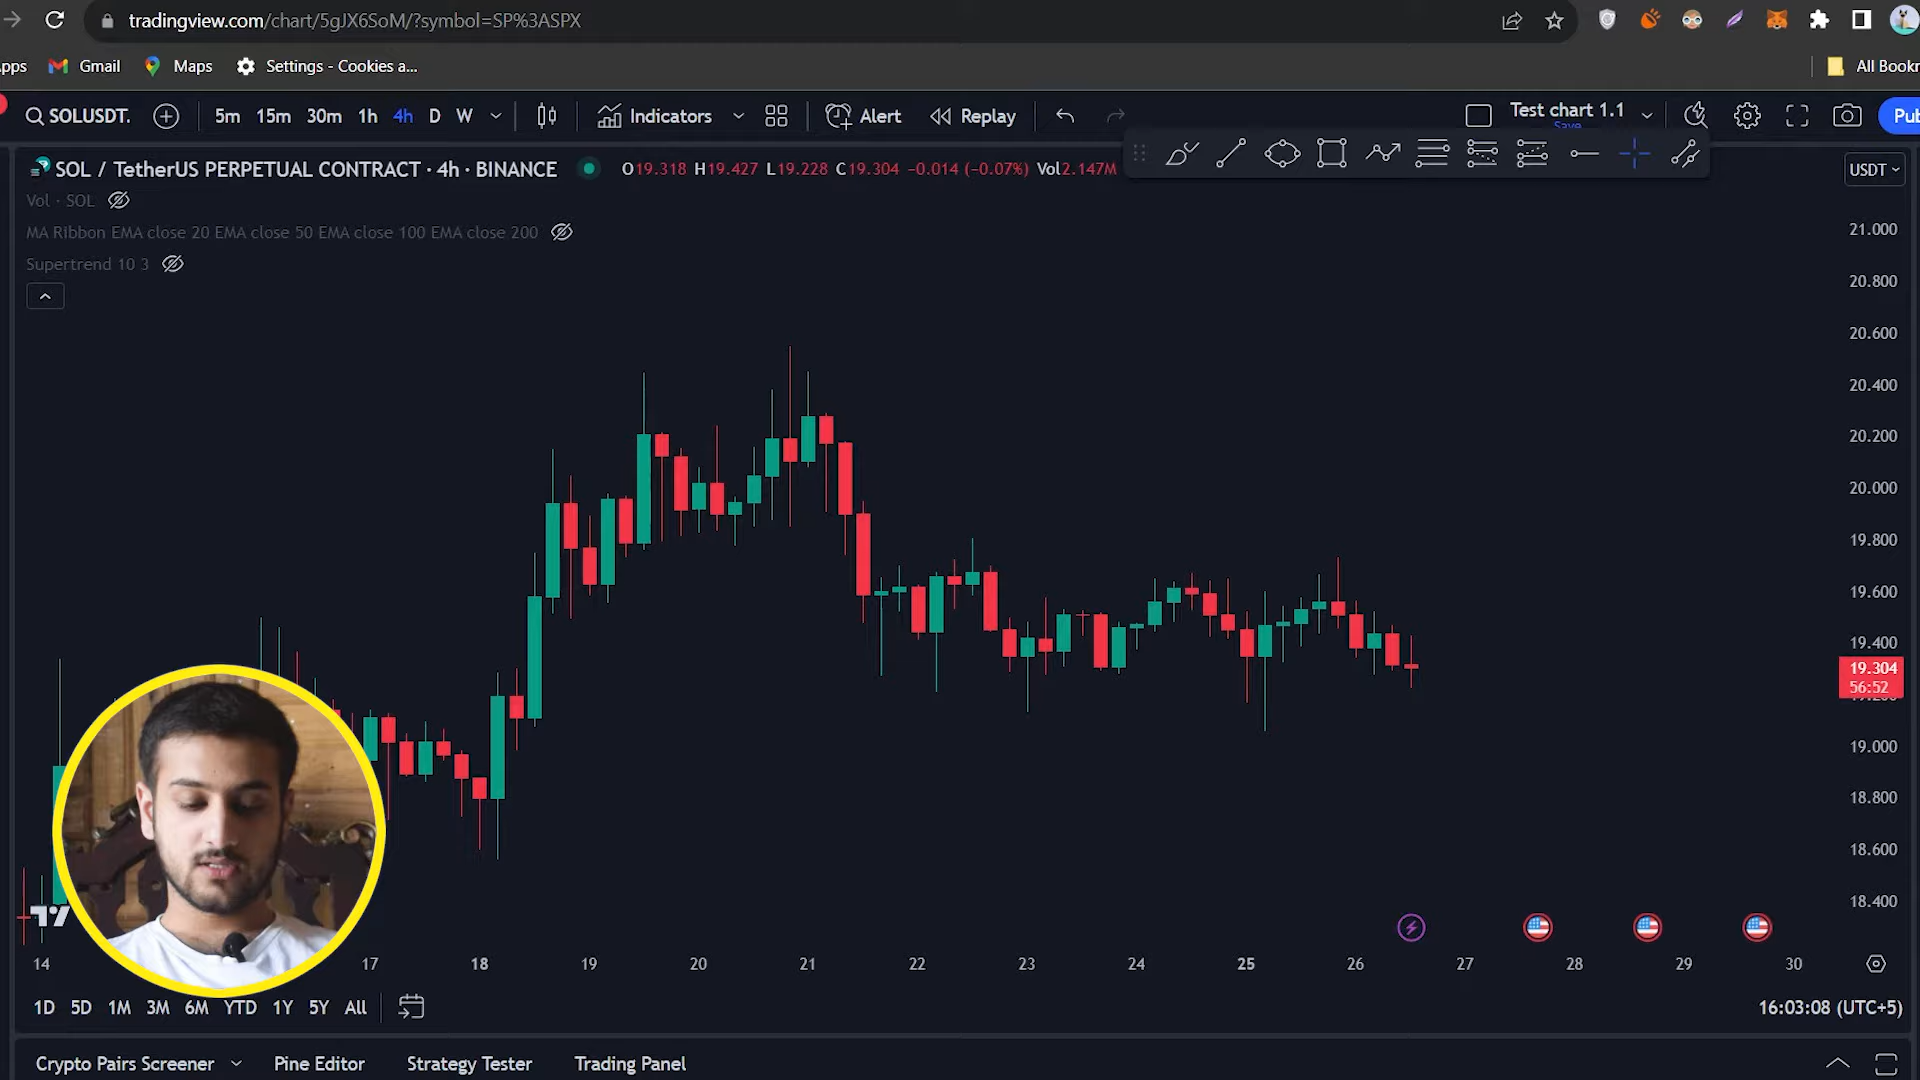 tradingview.com/chart/5gJX6SoM/?symbol=SP%3ASPX
Gmail Maps Settings - Cookies a...
SOLUSDT. 5m 15m 30m 1h 4h D W Indicators Alert Replay Test chart 1.1
Save
SOL / TetherUS PERPETUAL CONTRACT · 4h · BINANCE O19.318 H19.427 L19.228 C19.304 −0.014 (−0.07%) Vol2.147M USDT
Vol · SOL
MA Ribbon EMA close 20 EMA close 50 EMA close 100 EMA close 200
Supertrend 10 3
21.000
20.800
20.600
20.400
20.200
20.000
19.800
19.600
19.400
19.304
56:52
19.000
18.800
18.600
18.400
14 17 18 19 20 21 22 23 24 25 26 27 28 29 30
1D 5D 1M 3M 6M YTD 1Y 5Y All 16:03:08 (UTC+5)
Crypto Pairs Screener Pine Editor Strategy Tester Trading Panel